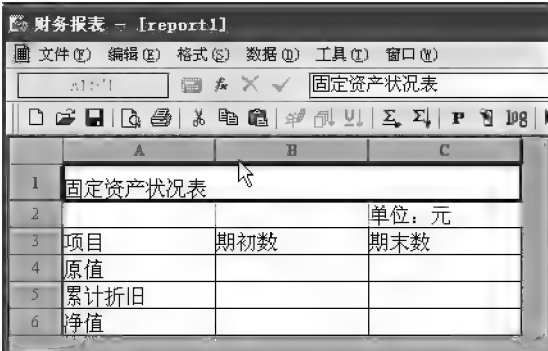 财务报表 - [report1]
文件(F) 编辑(E) 格式(S) 数据(D) 工具(T) 窗口(W)
固定资产状况表
P 108
A B C
1 固定资产状况表
2 单位：元
3 项目 期初数 期末数
4 原值
5 累计折旧
6 净值